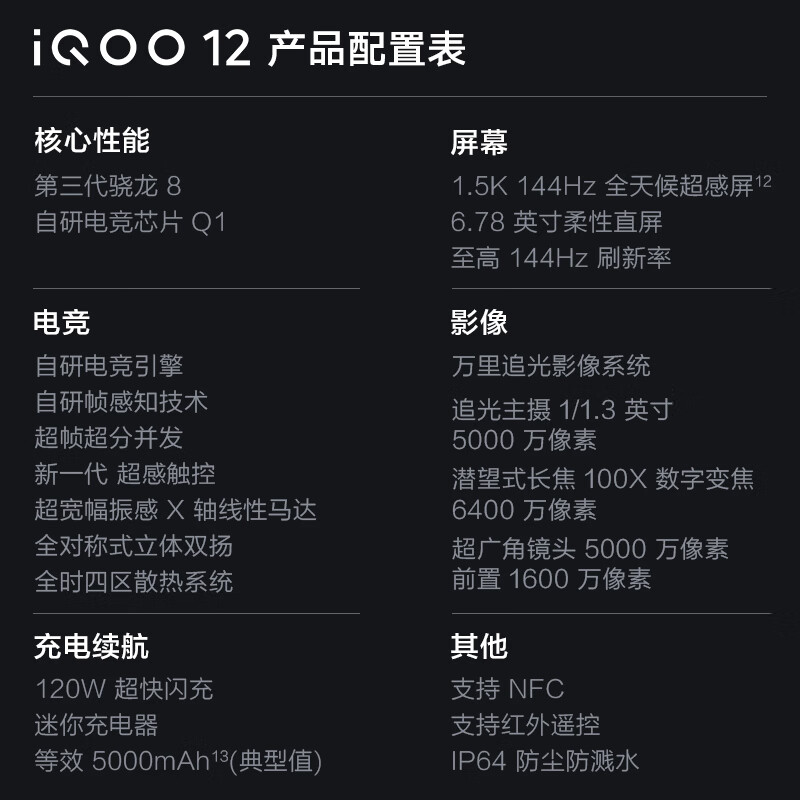 iQOO 12 产品配置表
核心性能
第三代骁龙 8
自研电竞芯片 Q1
屏幕
1.5K 144Hz 全天候超感屏¹²
6.78 英寸柔性直屏
至高 144Hz 刷新率
电竞
自研电竞引擎
自研帧感知技术
超帧超分并发
新一代 超感触控
超宽幅振感 X 轴线性马达
全对称式立体双扬
全时四区散热系统
影像
万里追光影像系统
追光主摄 1/1.3 英寸
5000 万像素
潜望式长焦 100X 数字变焦
6400 万像素
超广角镜头 5000 万像素
前置 1600 万像素
充电续航
120W 超快闪充
迷你充电器
等效 5000mAh¹³(典型值)
其他
支持 NFC
支持红外遥控
IP64 防尘防溅水